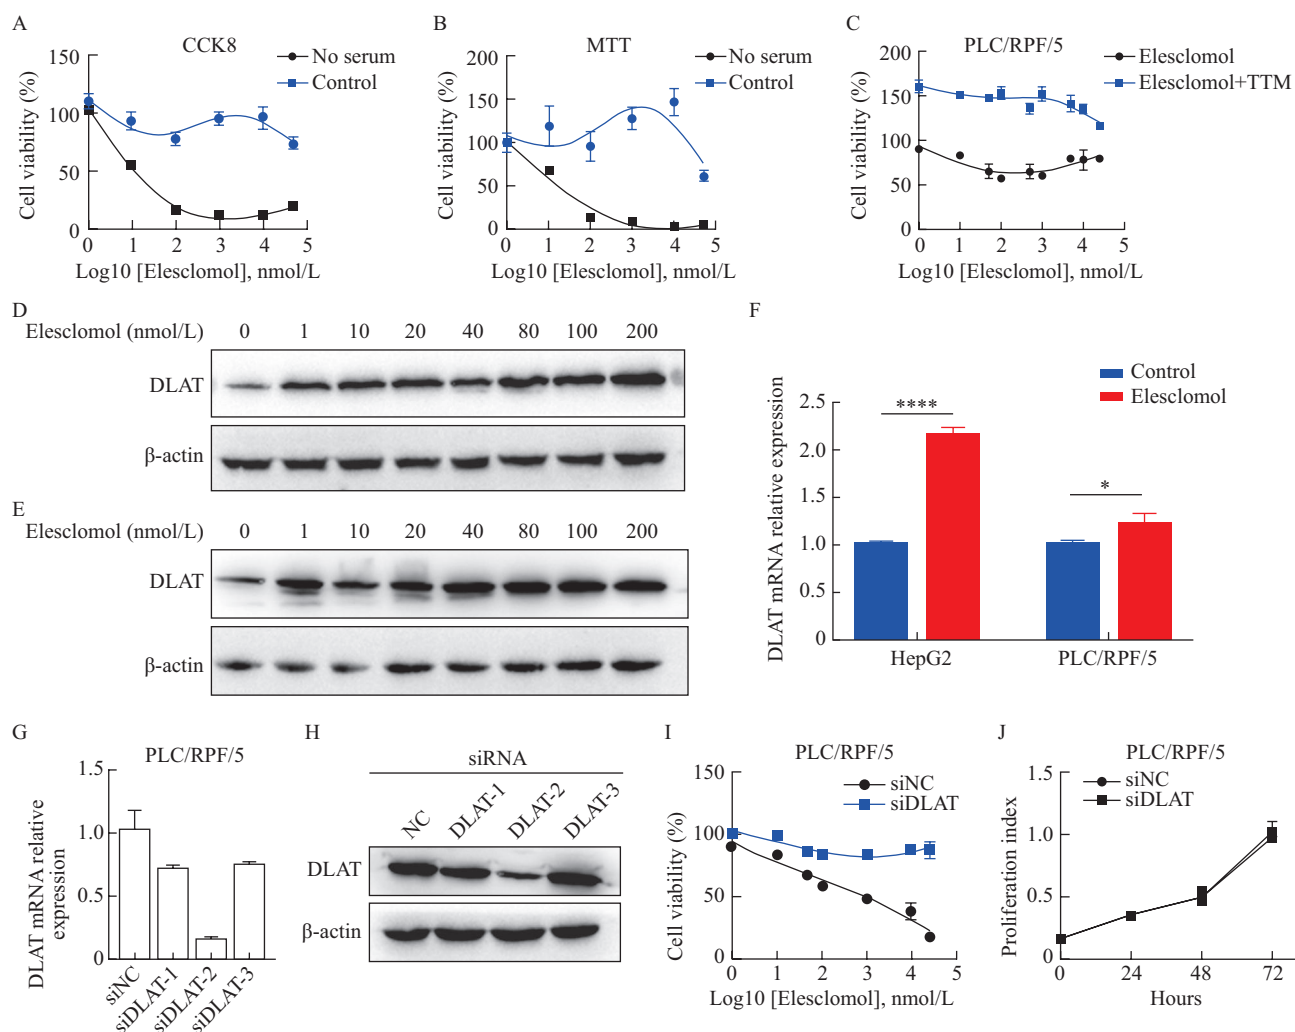 A
CCK8
No serum
Control
Cell viability (%)
150
100
50
0
0 1 2 3 4 5
Log10 [Elesclomol], nmol/L
B
MTT
No serum
Control
Cell viability (%)
200
150
100
50
0
0 1 2 3 4 5
Log10 [Elesclomol], nmol/L
C
PLC/RPF/5
Elesclomol
Elesclomol+TTM
Cell viability (%)
200
150
100
50
0
0 1 2 3 4 5
Log10 [Elesclomol], nmol/L
D
Elesclomol (nmol/L) 0 1 10 20 40 80 100 200
DLAT
β-actin
E
Elesclomol (nmol/L) 0 1 10 20 40 80 100 200
DLAT
β-actin
F
Control
Elesclomol
DLAT mRNA relative expression
2.5
2.0
1.5
1.0
0.5
0
****
*
HepG2 PLC/RPF/5
G
PLC/RPF/5
DLAT mRNA relative
expression
1.5
1.0
0.5
0
siNC siDLAT-1 siDLAT-2 siDLAT-3
H
siRNA
NC DLAT-1 DLAT-2 DLAT-3
DLAT
β-actin
I
PLC/RPF/5
siNC
siDLAT
Cell viability (%)
150
100
50
0
0 1 2 3 4 5
Log10 [Elesclomol], nmol/L
J
PLC/RPF/5
siNC
siDLAT
Proliferation index
1.5
1.0
0.5
0
0 24 48 72
Hours